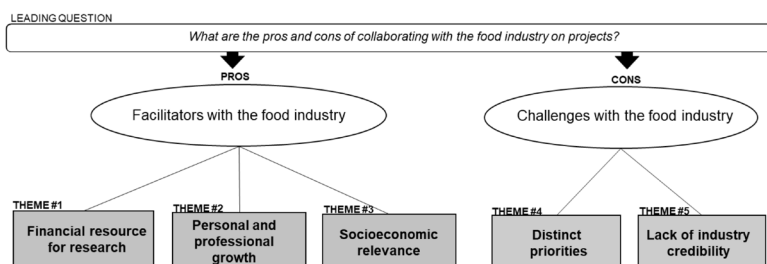 LEADING QUESTION
What are the pros and cons of collaborating with the food industry on projects?
PROS
CONS
Facilitators with the food industry
Challenges with the food industry
THEME #1
THEME #2
THEME #3
THEME #4
THEME #5
Financial resource
for research
Personal and
professional
growth
Socioeconomic
relevance
Distinct
priorities
Lack of industry
credibility